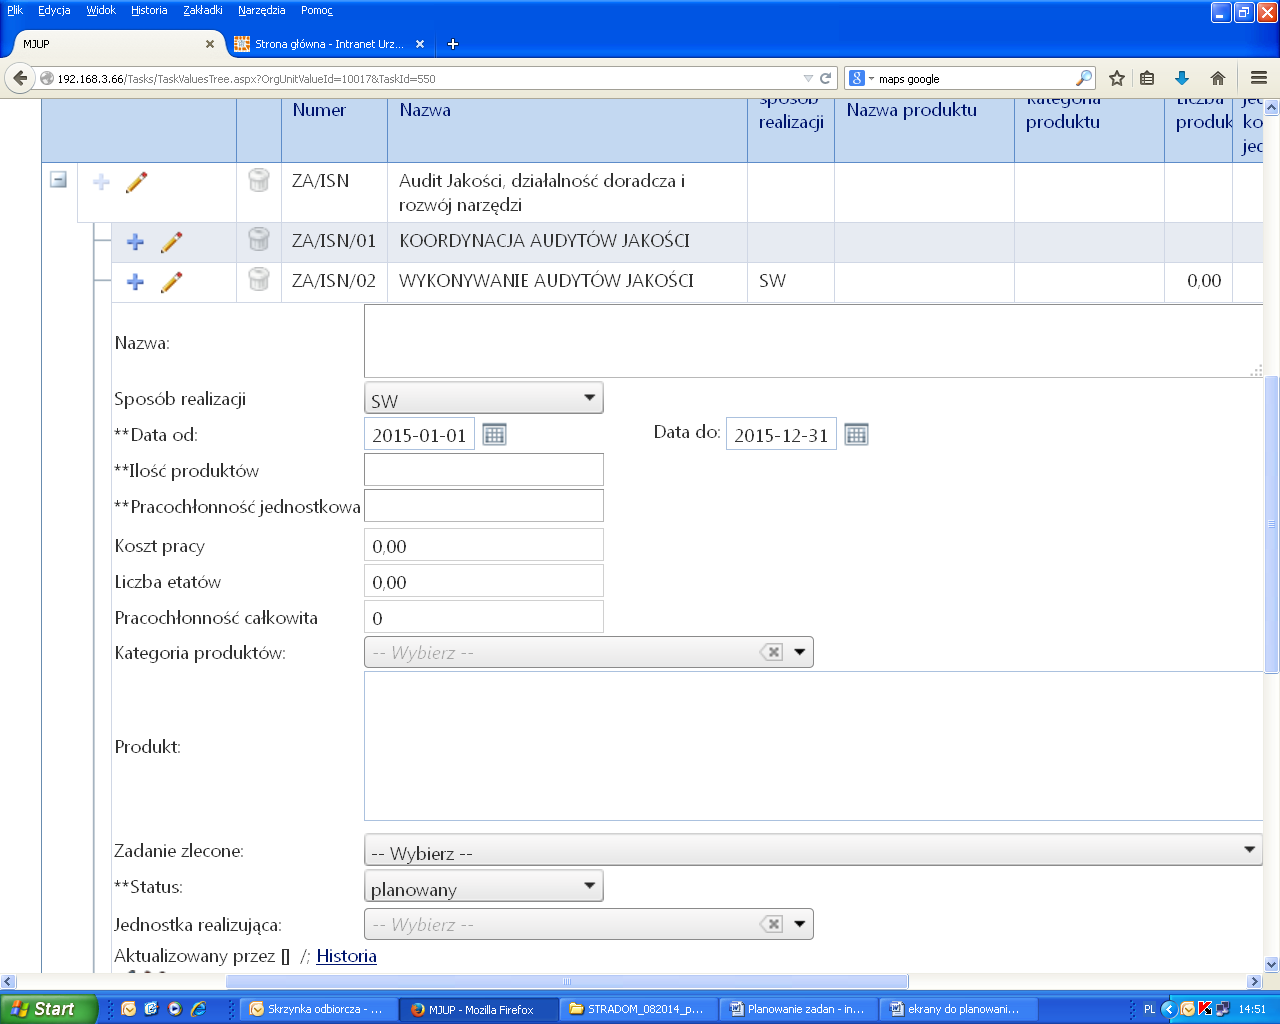 Plik Edycja Widok Historia Zakładki Narzędzia Pomoc
MJUP
Strona główna - Intranet Urz...
192.168.3.66/Tasks/TaskValuesTree.aspx?OrgUnitValueId=10017&TaskId=550
maps google
Numer Nazwa sposób realizacji Nazwa produktu Kategoria produktu Liczba produk
ZA/ISN Audit Jakości, działalność doradcza i
rozwój narzędzi
ZA/ISN/01 KOORDYNACJA AUDYTÓW JAKOŚCI
ZA/ISN/02 WYKONYWANIE AUDYTÓW JAKOŚCI SW 0,00
Nazwa:
Sposób realizacji SW
**Data od: 2015-01-01 Data do: 2015-12-31
**Ilość produktów
**Pracochłonność jednostkowa
Koszt pracy 0,00
Liczba etatów 0,00
Pracochłonność całkowita 0
Kategoria produktów: -- Wybierz --
Produkt:
Zadanie zlecone: -- Wybierz --
**Status: planowany
Jednostka realizująca: -- Wybierz --
Aktualizowany przez [] /; Historia
Start Skrzynka odbiorcza - ... MJUP - Mozilla Firefox STRADOM_082014_p... Planowanie zadan - in... ekrany do planowani... PL 14:51